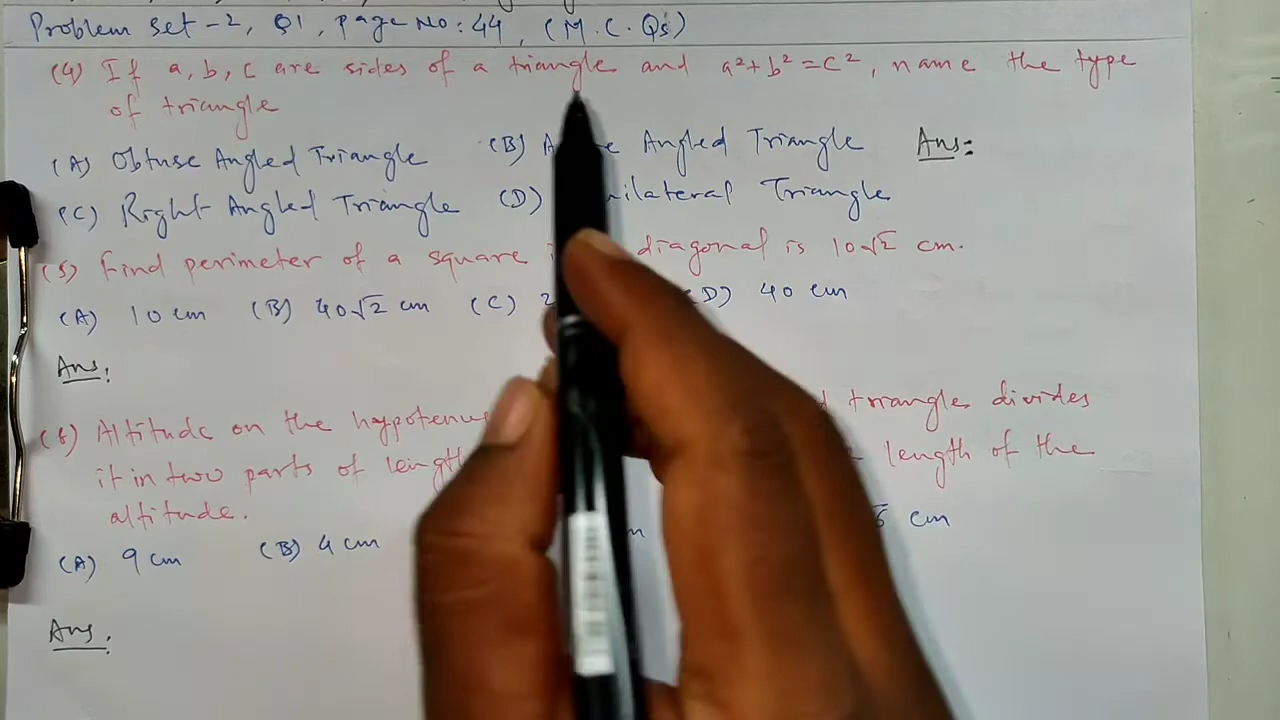 Problem Set-2, Q1, page No: 44, (M.C.Qs)
(4) If a, b, c are sides of a triangle and a²+b²=c², name the type
of triangle
(A) Obtuse Angled Triangle (B) Angled Triangle Ans:
(C) Right Angled Triangle (D) Triangle
(5) Find perimeter of a square diagonal is 10√2 cm.
(A) 10 cm (B) 40√2 cm (C) 2 (D) 40 cm
Ans:
(6) Altitude on the triangle divides
it in two parts of length of the
altitude.
(A) 9 cm (B) 4 cm cm
Ans: